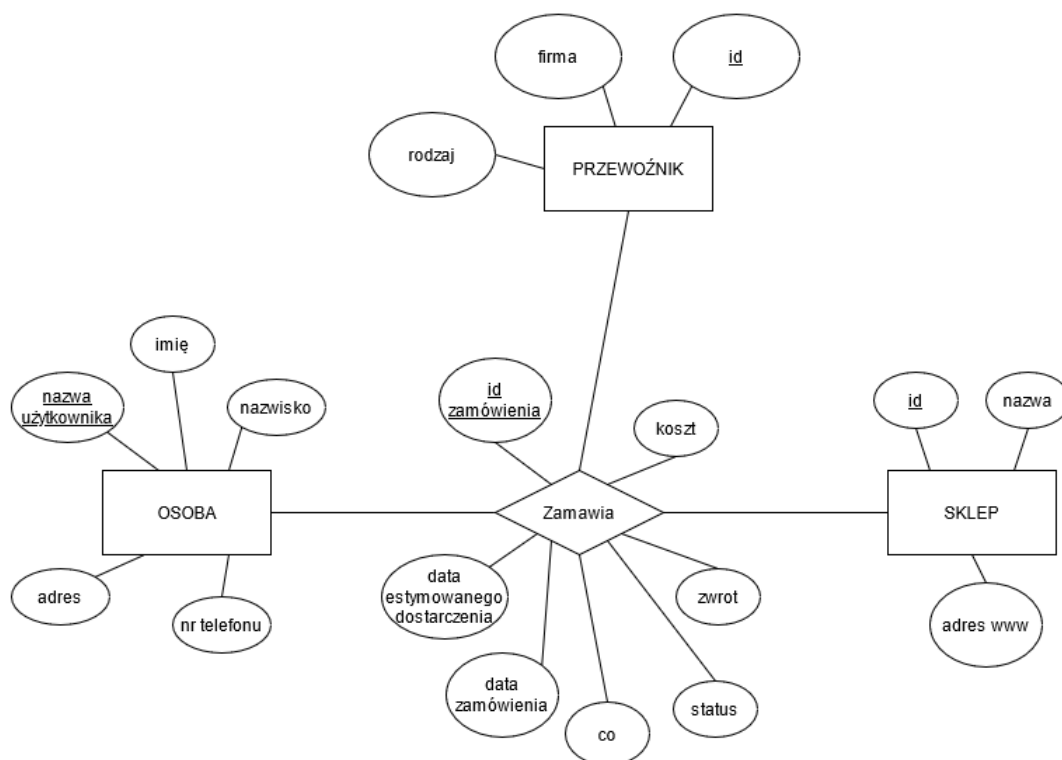 firma
id
rodzaj
PRZEWOŹNIK
imię
nazwa
użytkownika
nazwisko
id
zamówienia
koszt
id
nazwa
OSOBA
Zamawia
SKLEP
adres
nr telefonu
data
estymowanego
dostarczenia
zwrot
adres www
data
zamówienia
status
co